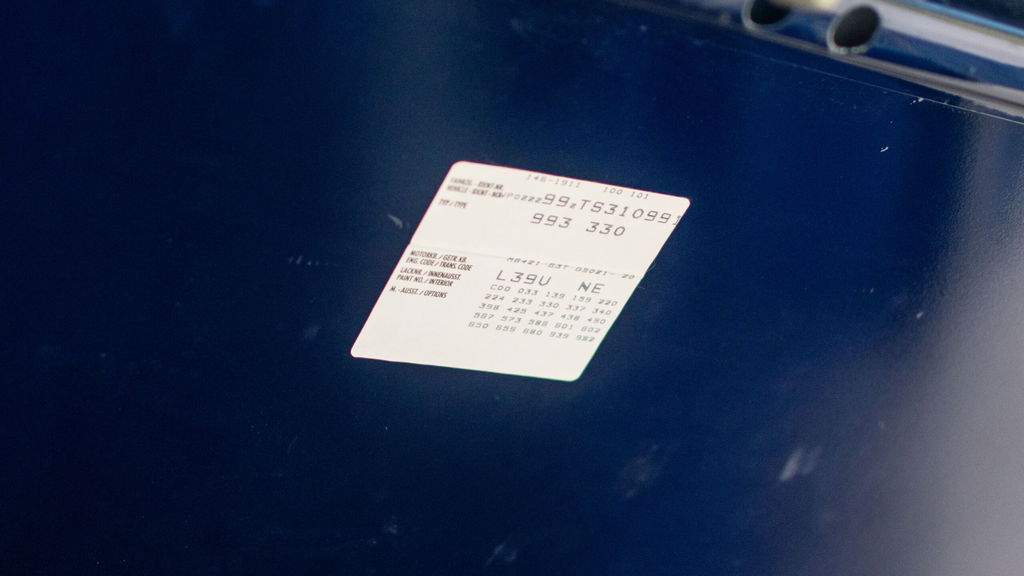 146-1911 100 101
FAHRZG. IDENT-NR.
VEHICLE IDENT-NO. WP0ZZZ99zTS310991
TYP / TYPE 993 330
MOTORKB. / GETR. KB.
ENG. CODE / TRANS. CODE
LACKNR. / INNENAUSST.
PAINT NO. / INTERIOR L39U NE
M.-AUSST. / OPTIONS C00 033 139 159 220
224 233 330 337 340
398 425 437 438 490
567 573 586 601 602
650 659 680 939 982